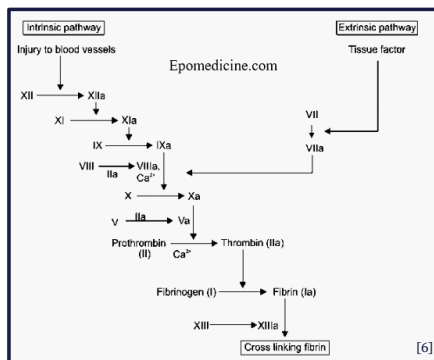 Intrinsic pathway
Extrinsic pathway
Injury to blood vessels
Tissue factor
Epomedicine.com
XII
XIIa
XI
XIa
VII
IX
IXa
VIIa
VIII
IIa
VIIIa,
Ca2+
X
Xa
V
IIa
Va
Prothrombin
(II)
Ca2+
Thrombin (IIa)
Fibrinogen (I)
Fibrin (Ia)
XIII
XIIIa
Cross linking fibrin
[6]